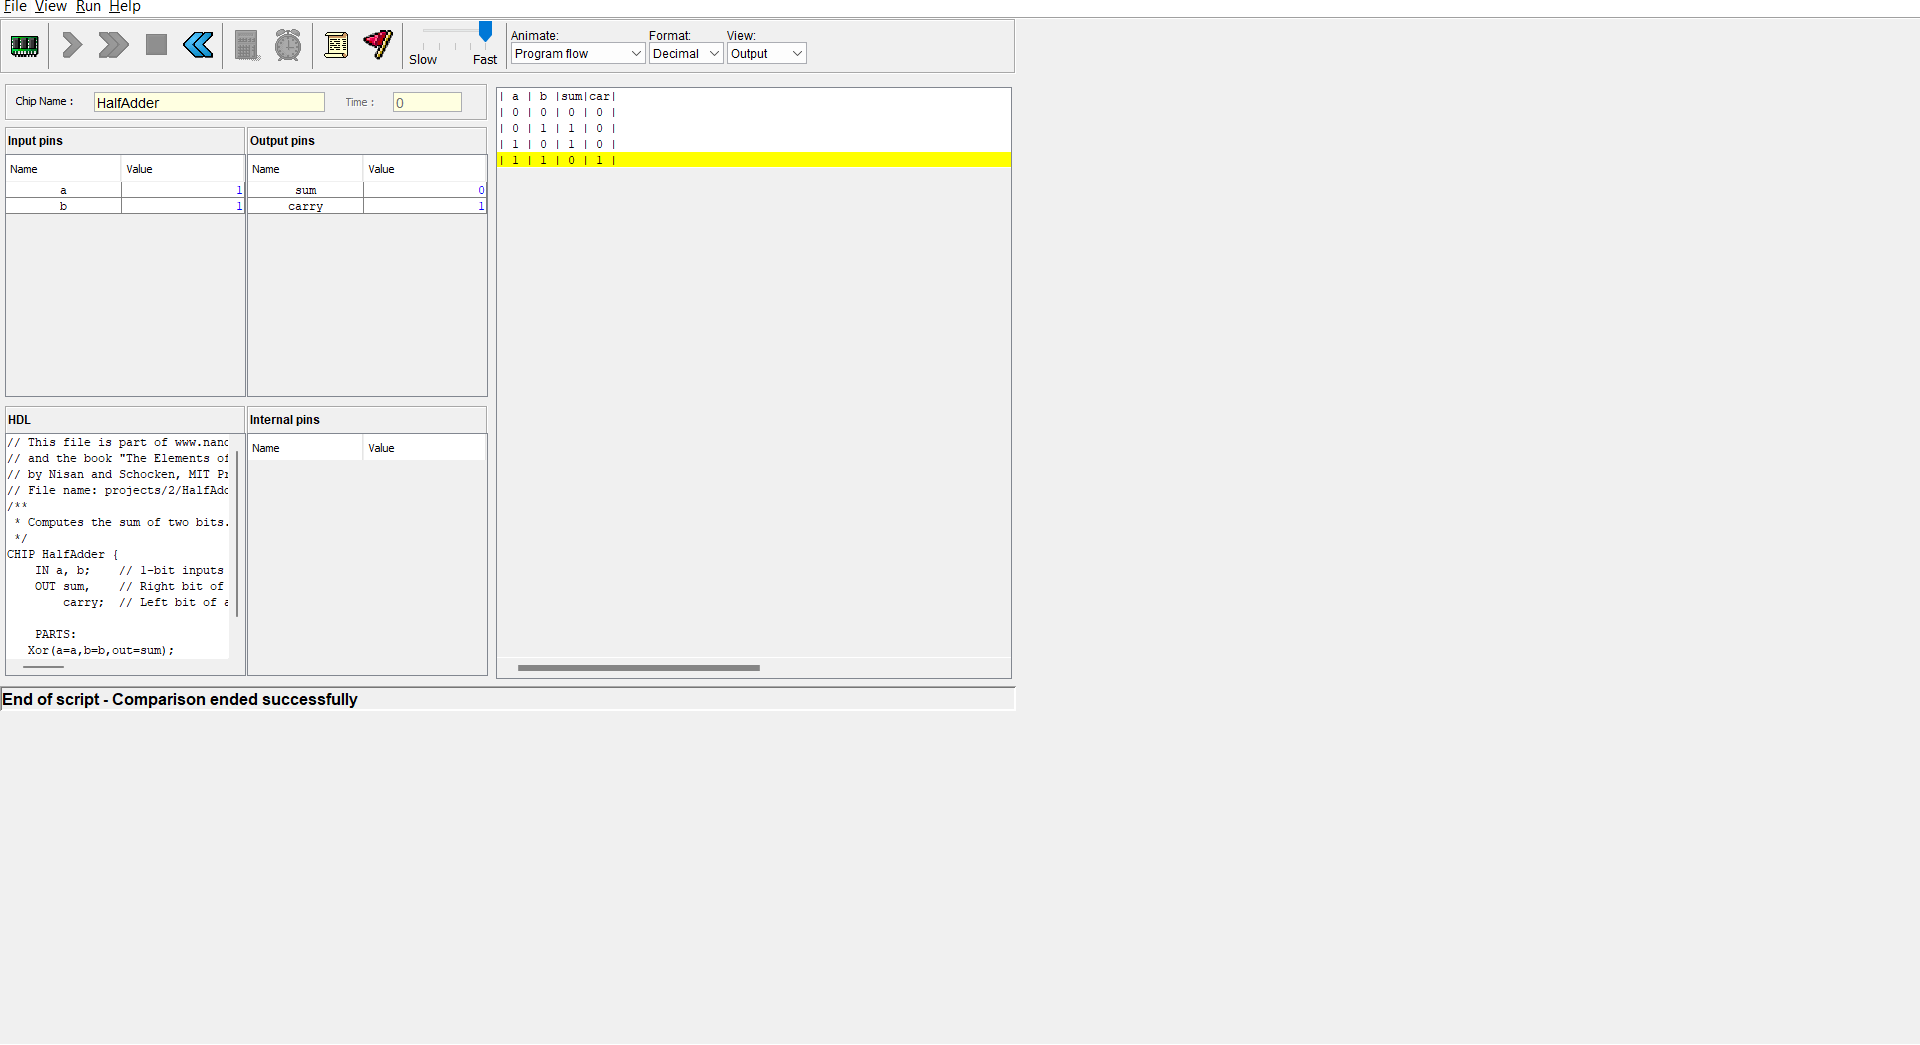 File View Run Help
Slow Fast
Animate: Format: View:
Program flow Decimal Output
Chip Name : HalfAdder Time : 0
Input pins
Name Value
a 1
b 1
Output pins
Name Value
sum 0
carry 1
HDL
// This file is part of www.nand
// and the book "The Elements of
// by Nisan and Schocken, MIT Pr
// File name: projects/2/HalfAdd
/**
* Computes the sum of two bits.
*/
CHIP HalfAdder {
IN a, b; // 1-bit inputs
OUT sum, // Right bit of
carry; // Left bit of a
PARTS:
Xor(a=a,b=b,out=sum);
Internal pins
Name Value
| a | b |sum|car|
| 0 | 0 | 0 | 0 |
| 0 | 1 | 1 | 0 |
| 1 | 0 | 1 | 0 |
| 1 | 1 | 0 | 1 |
End of script - Comparison ended successfully